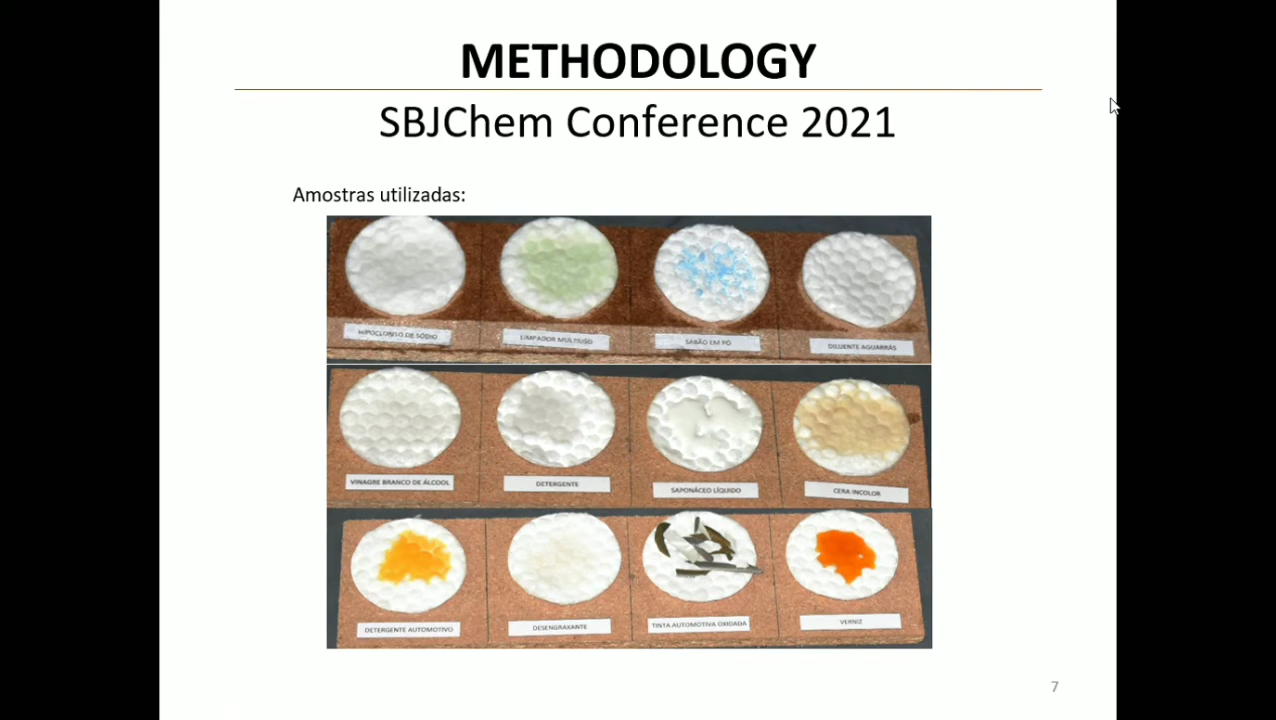 METHODOLOGY
SBJChem Conference 2021
Amostras utilizadas:
HIPOCLORISO DE SÓDIO
LIMPADOR MULTIUSO
SABÃO EM PÓ
DILUENTE AGUARRÁS
VINAGRE BRANCO DE ÁLCOOL
DETERGENTE
SAPONÁCEO LÍQUIDO
CERA INCOLOR
DETERGENTE AUTOMOTIVO
DESENGRAXANTE
TINTA AUTOMOTIVA OXIDADA
VERNIZ
7